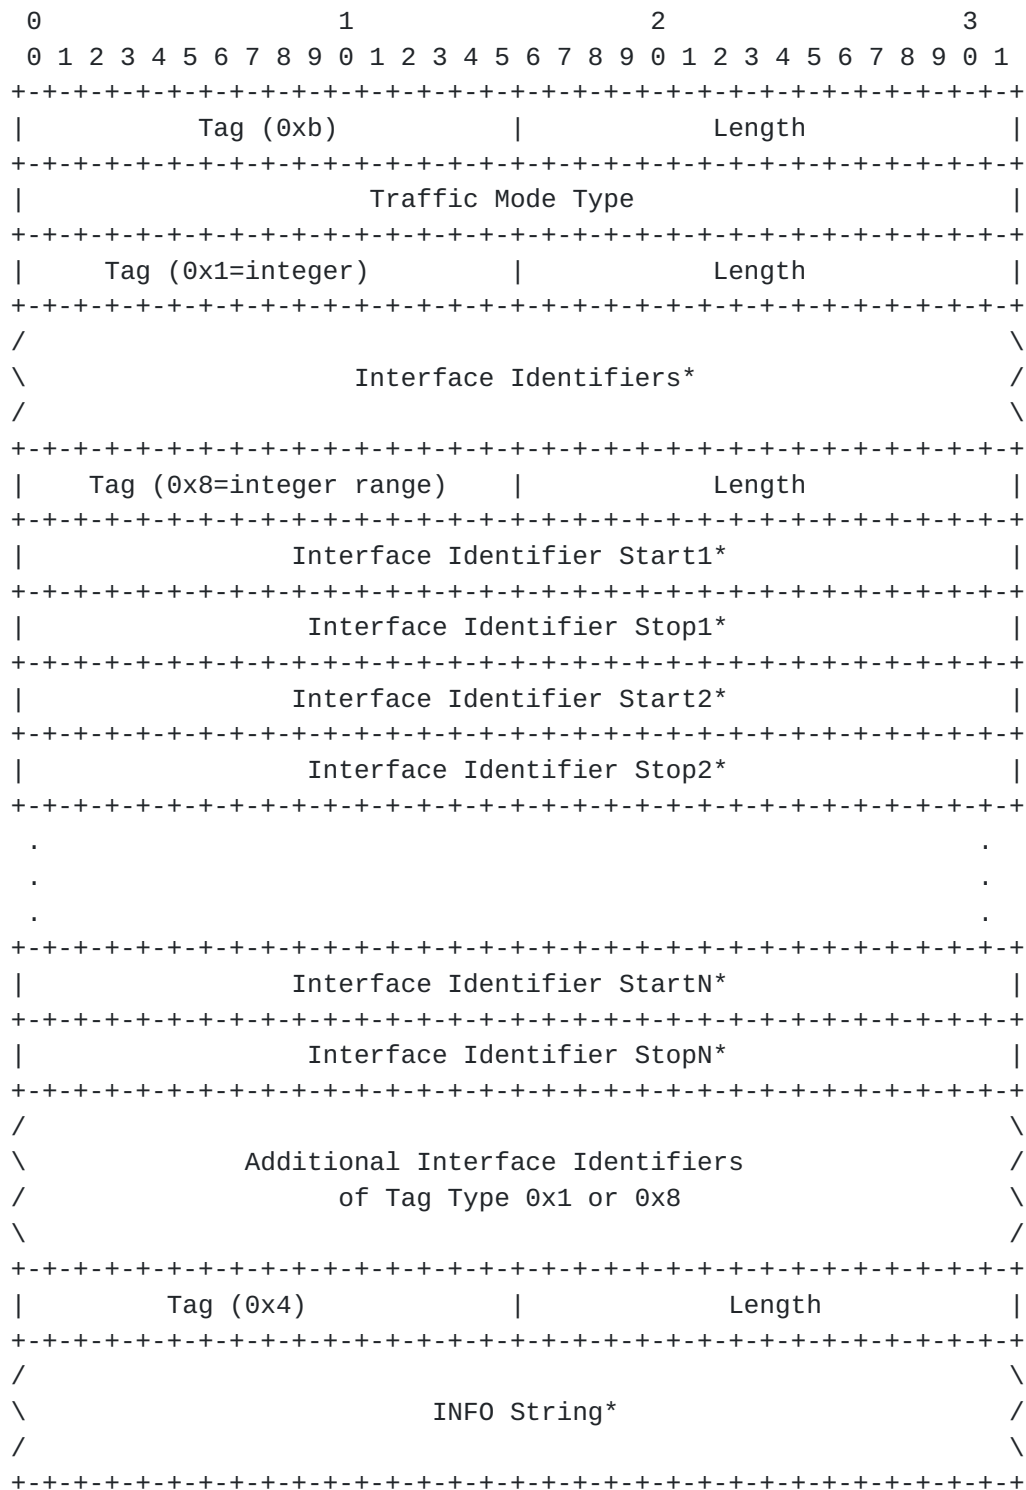 0                   1                   2                   3
 0 1 2 3 4 5 6 7 8 9 0 1 2 3 4 5 6 7 8 9 0 1 2 3 4 5 6 7 8 9 0 1
+-+-+-+-+-+-+-+-+-+-+-+-+-+-+-+-+-+-+-+-+-+-+-+-+-+-+-+-+-+-+-+-+
|           Tag (0xb)           |            Length             |
+-+-+-+-+-+-+-+-+-+-+-+-+-+-+-+-+-+-+-+-+-+-+-+-+-+-+-+-+-+-+-+-+
|                      Traffic Mode Type                        |
+-+-+-+-+-+-+-+-+-+-+-+-+-+-+-+-+-+-+-+-+-+-+-+-+-+-+-+-+-+-+-+-+
|     Tag (0x1=integer)         |            Length             |
+-+-+-+-+-+-+-+-+-+-+-+-+-+-+-+-+-+-+-+-+-+-+-+-+-+-+-+-+-+-+-+-+
/                                                               \
\                     Interface Identifiers*                    /
/                                                               \
+-+-+-+-+-+-+-+-+-+-+-+-+-+-+-+-+-+-+-+-+-+-+-+-+-+-+-+-+-+-+-+-+
|    Tag (0x8=integer range)    |            Length             |
+-+-+-+-+-+-+-+-+-+-+-+-+-+-+-+-+-+-+-+-+-+-+-+-+-+-+-+-+-+-+-+-+
|                 Interface Identifier Start1*                  |
+-+-+-+-+-+-+-+-+-+-+-+-+-+-+-+-+-+-+-+-+-+-+-+-+-+-+-+-+-+-+-+-+
|                  Interface Identifier Stop1*                  |
+-+-+-+-+-+-+-+-+-+-+-+-+-+-+-+-+-+-+-+-+-+-+-+-+-+-+-+-+-+-+-+-+
|                 Interface Identifier Start2*                  |
+-+-+-+-+-+-+-+-+-+-+-+-+-+-+-+-+-+-+-+-+-+-+-+-+-+-+-+-+-+-+-+-+
|                  Interface Identifier Stop2*                  |
+-+-+-+-+-+-+-+-+-+-+-+-+-+-+-+-+-+-+-+-+-+-+-+-+-+-+-+-+-+-+-+-+
 .                                                             .
 .                                                             .
 .                                                             .
+-+-+-+-+-+-+-+-+-+-+-+-+-+-+-+-+-+-+-+-+-+-+-+-+-+-+-+-+-+-+-+-+
|                 Interface Identifier StartN*                  |
+-+-+-+-+-+-+-+-+-+-+-+-+-+-+-+-+-+-+-+-+-+-+-+-+-+-+-+-+-+-+-+-+
|                  Interface Identifier StopN*                  |
+-+-+-+-+-+-+-+-+-+-+-+-+-+-+-+-+-+-+-+-+-+-+-+-+-+-+-+-+-+-+-+-+
/                                                               \
\              Additional Interface Identifiers                 /
/                    of Tag Type 0x1 or 0x8                     \
\                                                               /
+-+-+-+-+-+-+-+-+-+-+-+-+-+-+-+-+-+-+-+-+-+-+-+-+-+-+-+-+-+-+-+-+
|         Tag (0x4)             |             Length            |
+-+-+-+-+-+-+-+-+-+-+-+-+-+-+-+-+-+-+-+-+-+-+-+-+-+-+-+-+-+-+-+-+
/                                                               \
\                          INFO String*                         /
/                                                               \
+-+-+-+-+-+-+-+-+-+-+-+-+-+-+-+-+-+-+-+-+-+-+-+-+-+-+-+-+-+-+-+-+